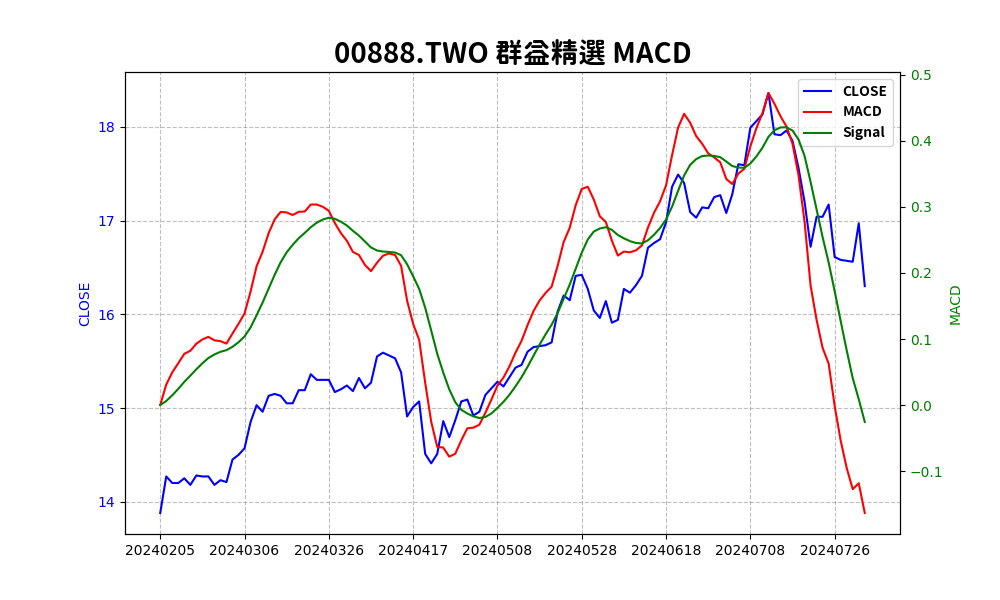 00888.TWO 群益精選 MACD
CLOSE
MACD
Signal
18
17
16
15
14
CLOSE
0.5
0.4
0.3
0.2
0.1
0.0
−0.1
MACD
20240205 20240306 20240326 20240417 20240508 20240528 20240618 20240708 20240726